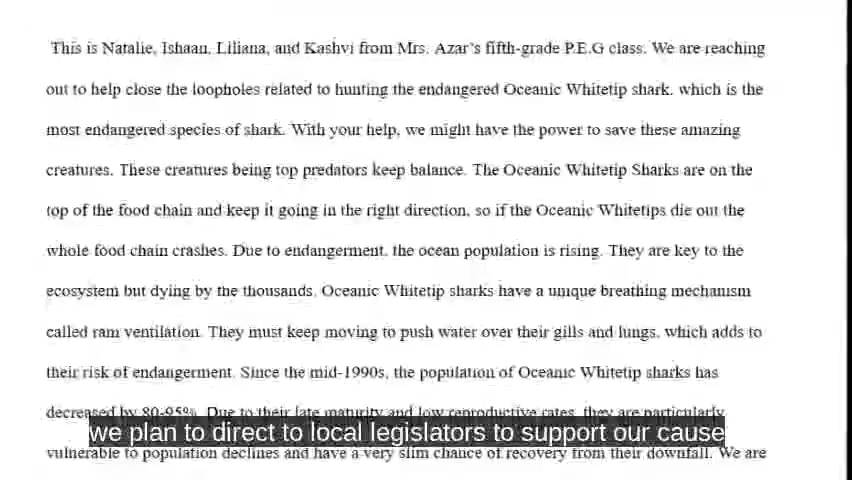 This is Natalie, Ishaan, Liliana, and Kashvi from Mrs. Azar's fifth-grade P.E.G class. We are reaching
out to help close the loopholes related to hunting the endangered Oceanic Whitetip shark, which is the
most endangered species of shark. With your help, we might have the power to save these amazing
creatures. These creatures being top predators keep balance. The Oceanic Whitetip Sharks are on the
top of the food chain and keep it going in the right direction, so if the Oceanic Whitetips die out the
whole food chain crashes. Due to endangerment, the ocean population is rising. They are key to the
ecosystem but dying by the thousands. Oceanic Whitetip sharks have a unique breathing mechanism
called ram ventilation. They must keep moving to push water over their gills and lungs, which adds to
their risk of endangerment. Since the mid-1990s, the population of Oceanic Whitetip sharks has
decreased by 80-95%. Due to their late maturity and low reproductive rates, they are particularly
we plan to direct to local legislators to support our cause
vulnerable to population declines and have a very slim chance of recovery from their downfall. We are